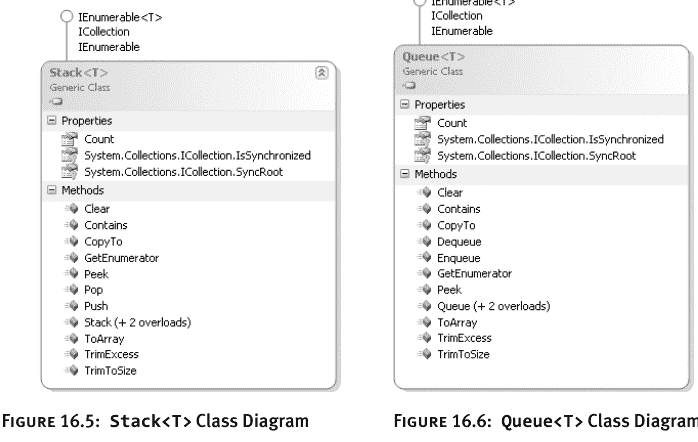 IEnumerable<T>
ICollection
IEnumerable
Stack<T>
Generic Class
Properties
Count
System.Collections.ICollection.IsSynchronized
System.Collections.ICollection.SyncRoot
Methods
Clear
Contains
CopyTo
GetEnumerator
Peek
Pop
Push
Stack (+ 2 overloads)
ToArray
TrimExcess
TrimToSize
FIGURE 16.5: Stack<T> Class Diagram
IEnumerable<T>
ICollection
IEnumerable
Queue<T>
Generic Class
Properties
Count
System.Collections.ICollection.IsSynchronized
System.Collections.ICollection.SyncRoot
Methods
Clear
Contains
CopyTo
Dequeue
Enqueue
GetEnumerator
Peek
Queue (+ 2 overloads)
ToArray
TrimExcess
TrimToSize
FIGURE 16.6: Queue<T> Class Diagram